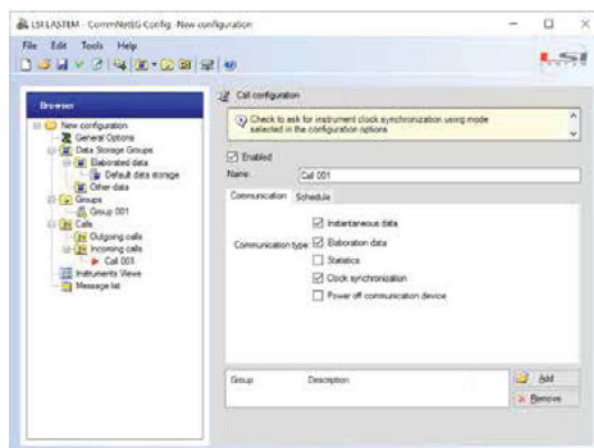 LSI LASTEM - CommNetEG Config -New configuration
File Edit Tools Help
LSI
LASTEM
Browser
New configuration
General Options
Data Storage Groups
Elaborated data
Default data storage
Other data
Groups
Group 001
Calls
Outgoing calls
Incoming calls
Call 001
Instruments Views
Message list
Call configuration
Check to ask for instrument clock synchronization using mode
selected in the configuration options
Enabled
Name: Call 001
Communication Schedule
Communication type:
Instantaneous data
Elaboration data
Statistics
Clock synchronization
Power off communication device
Group Description
Add
Remove